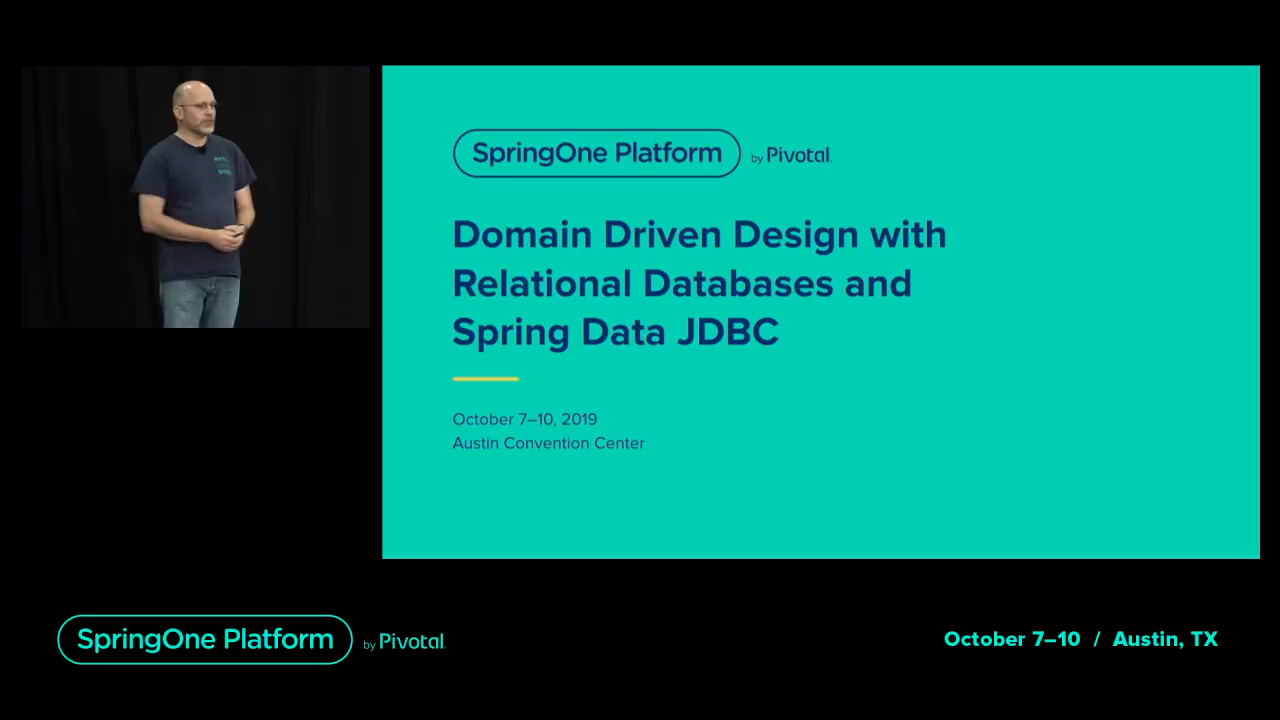 SpringOne Platform by Pivotal
Domain Driven Design with
Relational Databases and
Spring Data JDBC
October 7–10, 2019
Austin Convention Center
SpringOne Platform by Pivotal
October 7–10 / Austin, TX